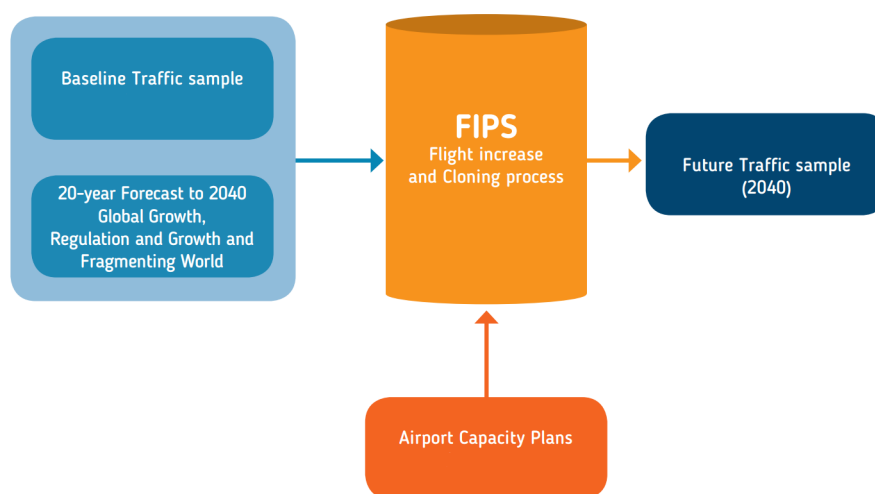 Baseline Traffic sample
20-year Forecast to 2040
Global Growth,
Regulation and Growth and
Fragmenting World
FIPS
Flight increase
and Cloning process
Future Traffic sample
(2040)
Airport Capacity Plans